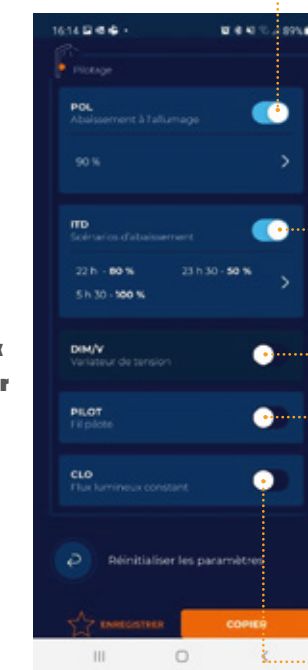 16:14
89%
Pilotage
POL
Abaissement à l'allumage
90 %
ITD
Scénarios d'abaissement
22 h - 80 % 23 h 30 - 50 %
5 h 30 - 100 %
DIM/V
Variateur de tension
PILOT
Fil pilote
CLO
Flux lumineux constant
r
Réinitialiser les paramètres
ENREGISTRER
COPIER